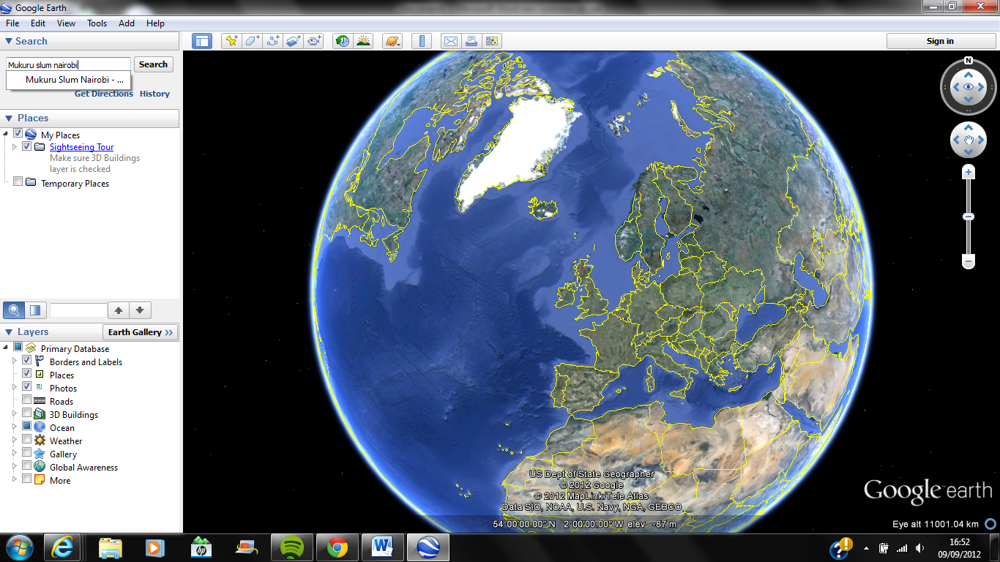 Google Earth
File Edit View Tools Add Help
Search
Mukuru slum nairobi
Search
Mukuru Slum Nairobi - ...
Get Directions History
Places
My Places
Sightseeing Tour
Make sure 3D Buildings
layer is checked
Temporary Places
Layers
Earth Gallery >>
Primary Database
Borders and Labels
Places
Photos
Roads
3D Buildings
Ocean
Weather
Gallery
Global Awareness
More
Sign in
N
US Dept of State Geographer
© 2012 Google
© 2012 MapLink/Tele Atlas
Data SIO, NOAA, U.S. Navy, NGA, GEBCO
Google earth
54°00'00.00" N 2°00'00.00" W elev -87 m
Eye alt 11001.04 km
hp
W
16:52
09/09/2012